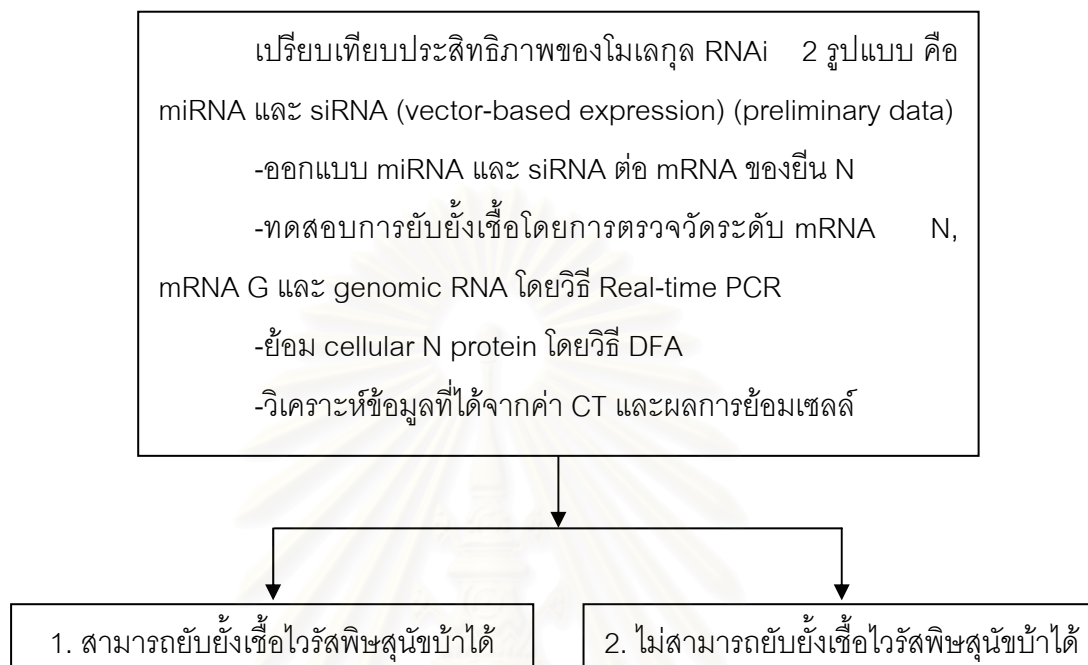 เปรียบเทียบประสิทธิภาพของโมเลกุล RNAi 2 รูปแบบ คือ
miRNA และ siRNA (vector-based expression) (preliminary data)
-ออกแบบ miRNA และ siRNA ต่อ mRNA ของยีน N
-ทดสอบการยับยั้งเชื้อโดยการตรวจวัดระดับ mRNA N,
mRNA G และ genomic RNA โดยวิธี Real-time PCR
-ย้อม cellular N protein โดยวิธี DFA
-วิเคราะห์ข้อมูลที่ได้จากค่า CT และผลการย้อมเซลล์
1. สามารถยับยั้งเชื้อไวรัสพิษสุนัขบ้าได้
2. ไม่สามารถยับยั้งเชื้อไวรัสพิษสุนัขบ้าได้